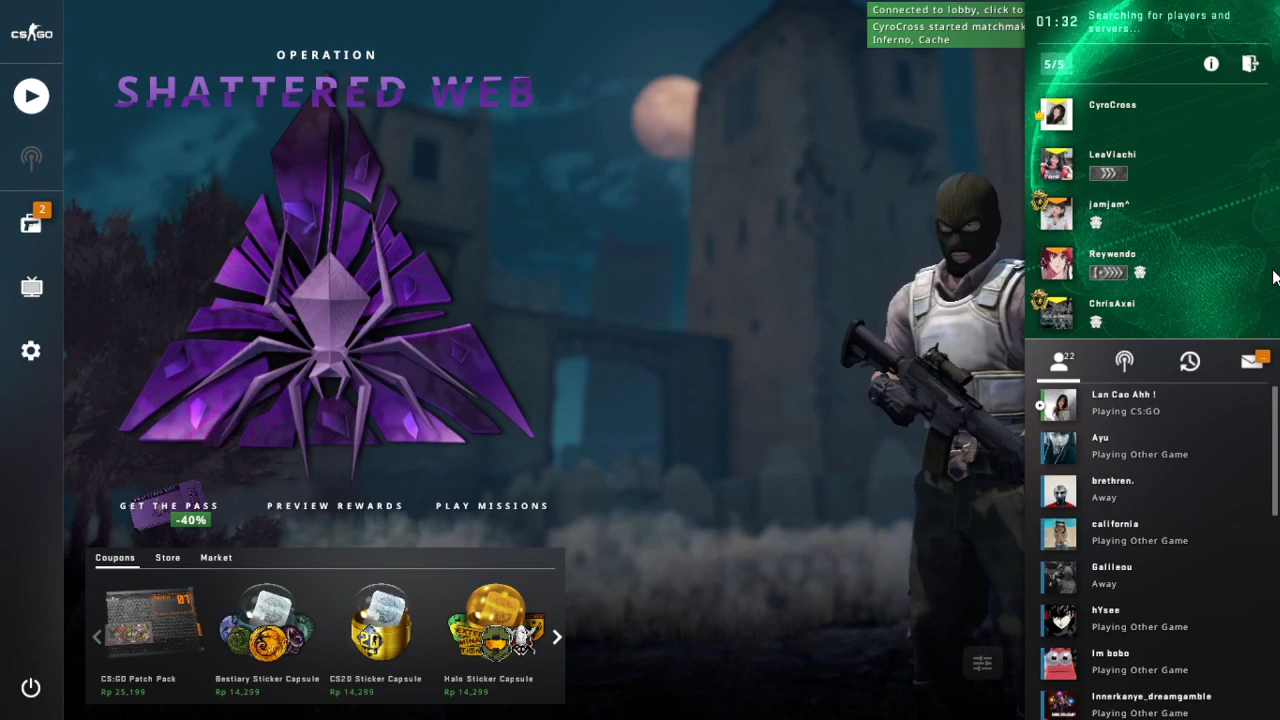 CS GO
OPERATION
SHATTERED WEB
Connected to lobby, click to
CyroCross started matchmak
Inferno, Cache
01:32
Searching for players and
servers...
5/5
CyroCross
LeaViachi
jamjam^
Reywendo
ChrisAxei
2
22
Lan Cao Ahh !
Playing CS:GO
Ayu
Playing Other Game
brethren.
Away
california
Playing Other Game
Galileou
Away
hYsee
Playing Other Game
Im bobo
Playing Other Game
Innerkanye_dreamgamble
Playing Other Game
GET THE PASS
-40%
PREVIEW REWARDS
PLAY MISSIONS
Coupons Store Market
CS:GO Patch Pack
Rp 25,199
Bestiary Sticker Capsule
Rp 14,299
CS20 Sticker Capsule
Rp 14,299
Halo Sticker Capsule
Rp 14,299